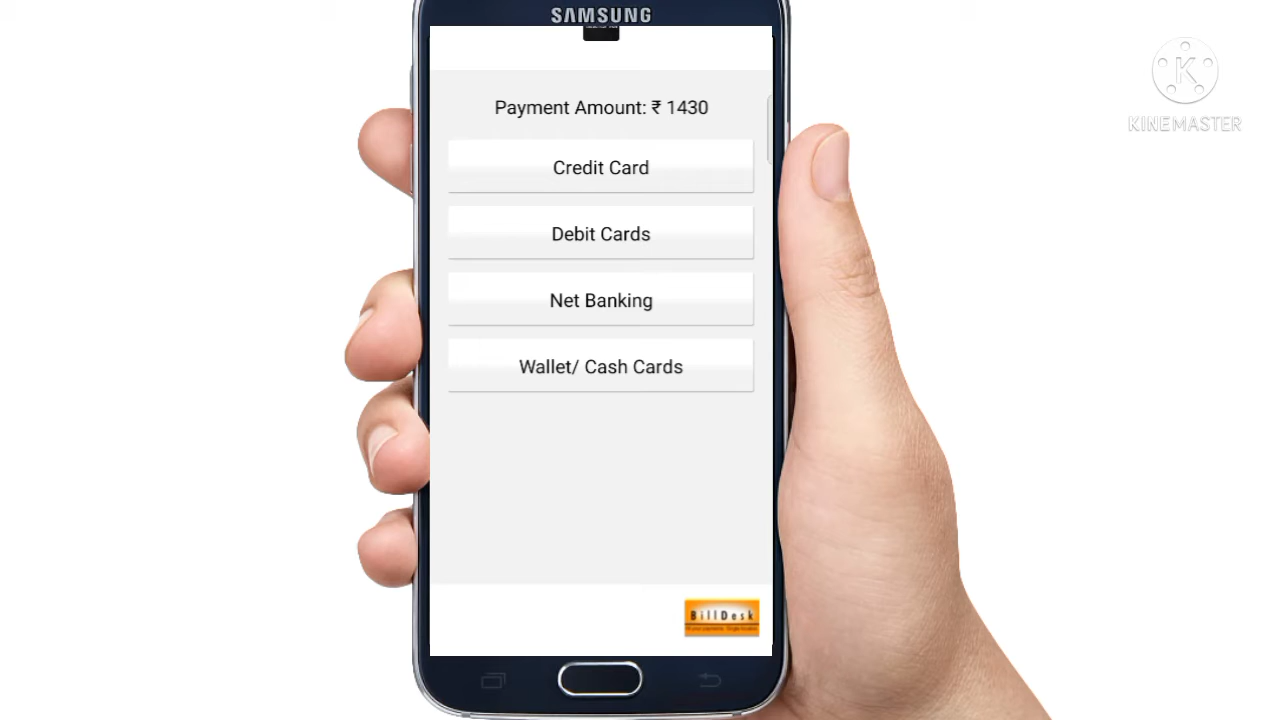 SAMSUNG
KINEMASTER
Payment Amount: ₹ 1430
Credit Card
Debit Cards
Net Banking
Wallet/ Cash Cards
BillDesk